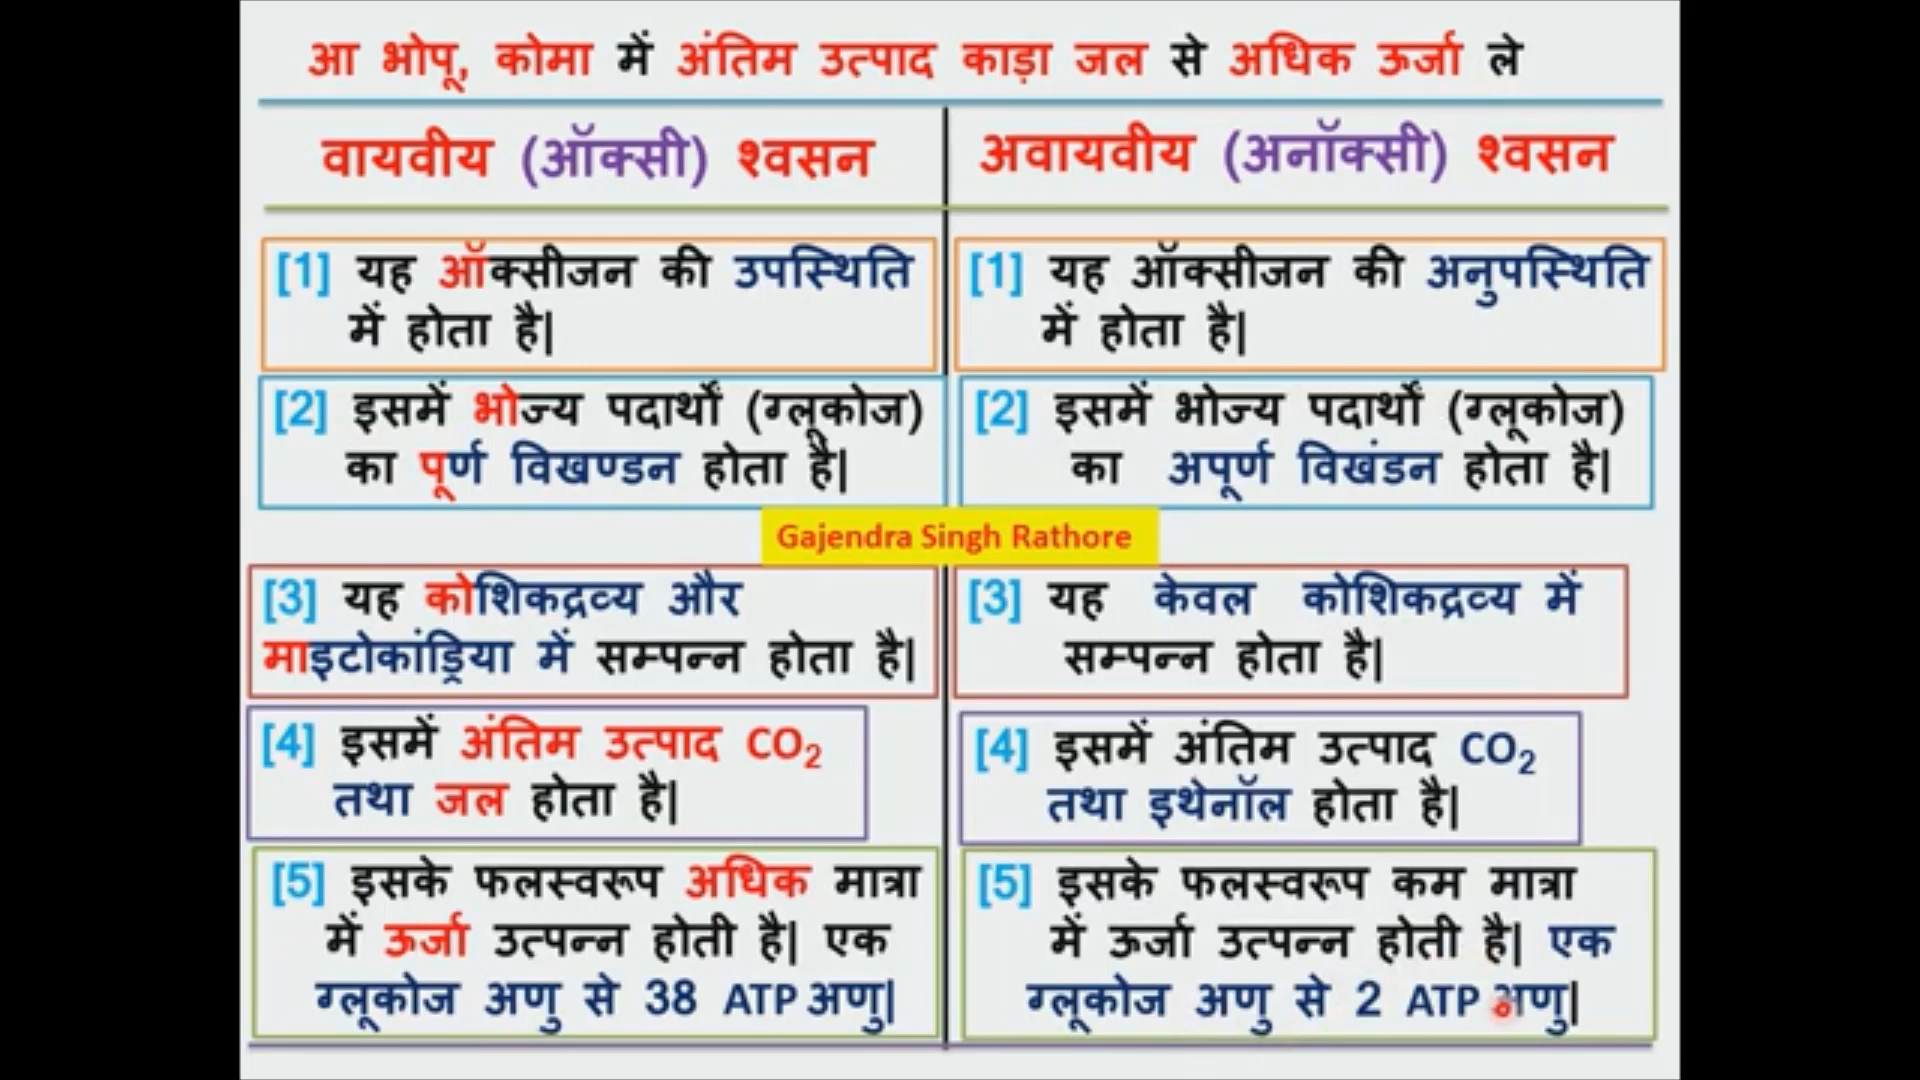 आ भोपू, कोमा में अंतिम उत्पाद काड़ा जल से अधिक ऊर्जा ले
वायवीय (ऑक्सी) श्वसन
अवायवीय (अनॉक्सी) श्वसन
[1] यह ऑक्सीजन की उपस्थिति
में होता है|
[1] यह ऑक्सीजन की अनुपस्थिति
में होता है|
[2] इसमें भोज्य पदार्थों (ग्लूकोज)
का पूर्ण विखण्डन होता है|
[2] इसमें भोज्य पदार्थों (ग्लूकोज)
का अपूर्ण विखंडन होता है|
Gajendra Singh Rathore
[3] यह कोशिकद्रव्य और
माइटोकांड्रिया में सम्पन्न होता है|
[3] यह केवल कोशिकद्रव्य में
सम्पन्न होता है|
[4] इसमें अंतिम उत्पाद CO₂
तथा जल होता है|
[4] इसमें अंतिम उत्पाद CO₂
तथा इथेनॉल होता है|
[5] इसके फलस्वरूप अधिक मात्रा
में ऊर्जा उत्पन्न होती है| एक
ग्लूकोज अणु से 38 ATP अणु|
[5] इसके फलस्वरूप कम मात्रा
में ऊर्जा उत्पन्न होती है| एक
ग्लूकोज अणु से 2 ATP अणु|